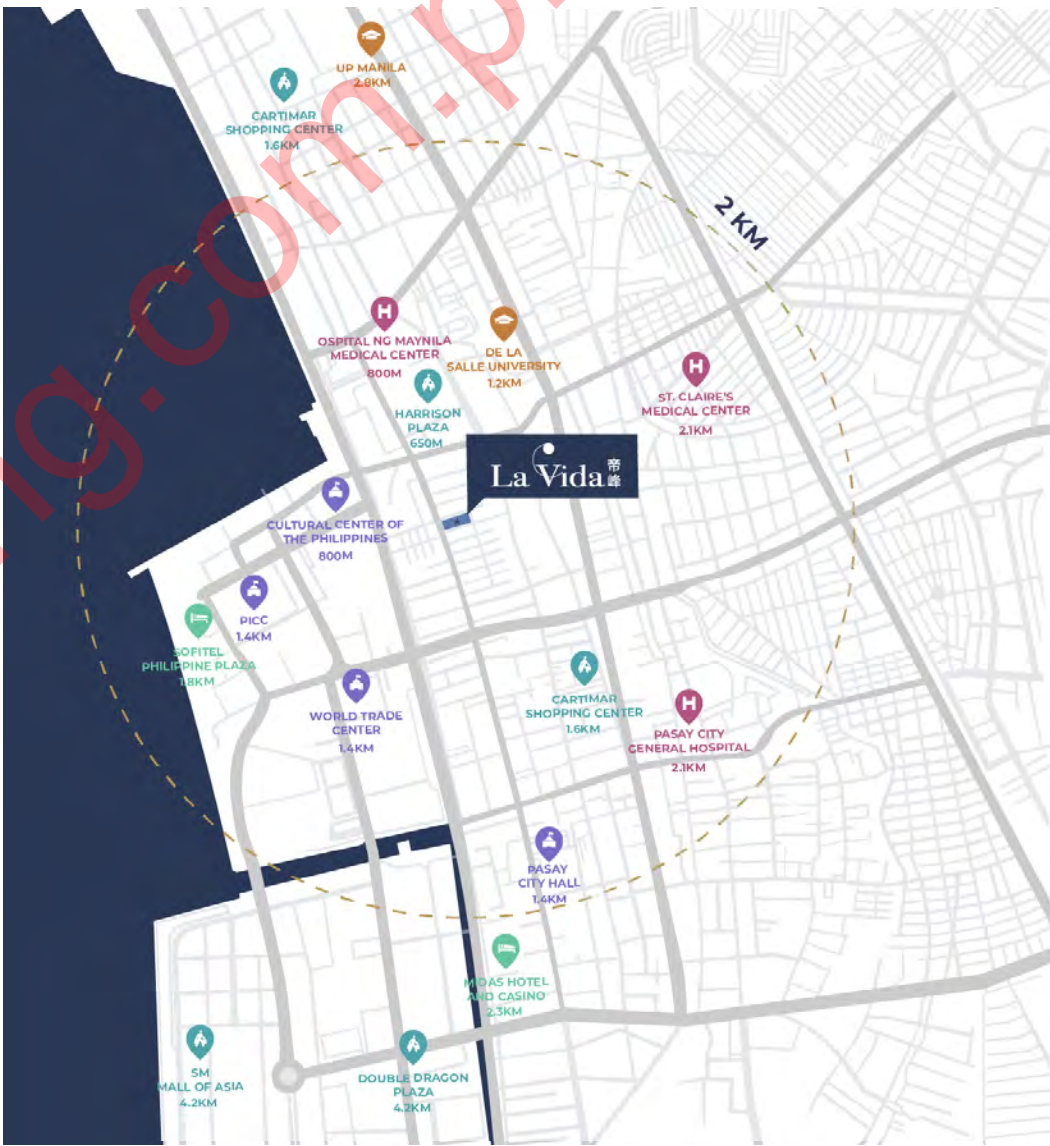 UP MANILA
2.8KM
CARTIMAR
SHOPPING CENTER
1.6KM
2 KM
OSPITAL NG MAYNILA
MEDICAL CENTER
800M
DE LA
SALLE UNIVERSITY
1.2KM
HARRISON
PLAZA
650M
ST. CLAIRE'S
MEDICAL CENTER
2.1KM
La Vida 帝峰
CULTURAL CENTER OF
THE PHILIPPINES
800M
PICC
1.4KM
SOFITEL
PHILIPPINE PLAZA
1.8KM
WORLD TRADE
CENTER
1.4KM
CARTIMAR
SHOPPING CENTER
1.6KM
PASAY CITY
GENERAL HOSPITAL
2.1KM
PASAY
CITY HALL
1.4KM
MIDAS HOTEL
AND CASINO
2.3KM
SM
MALL OF ASIA
4.2KM
DOUBLE DRAGON
PLAZA
4.2KM
ng.com.p